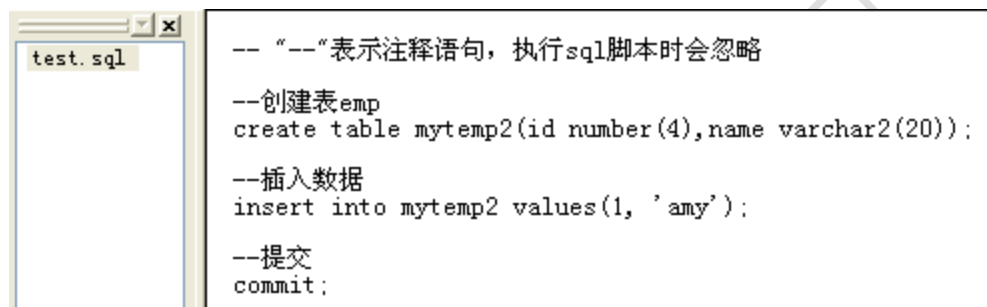 test.sql
-- “--”表示注释语句，执行sql脚本时会忽略
--创建表emp
create table mytemp2(id number(4),name varchar2(20));
--插入数据
insert into mytemp2 values(1, 'amy');
--提交
commit;